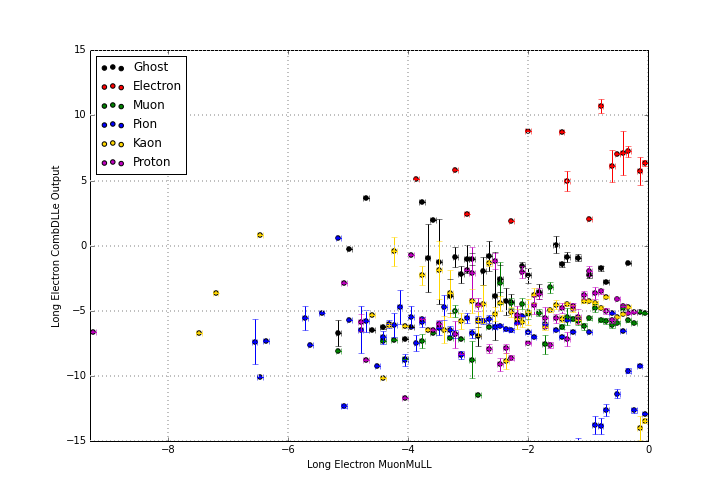 15
10
5
0
−5
−10
−15
Long Electron CombDLLe Output
Ghost
Electron
Muon
Pion
Kaon
Proton
−8
−6
−4
−2
0
Long Electron MuonMuLL